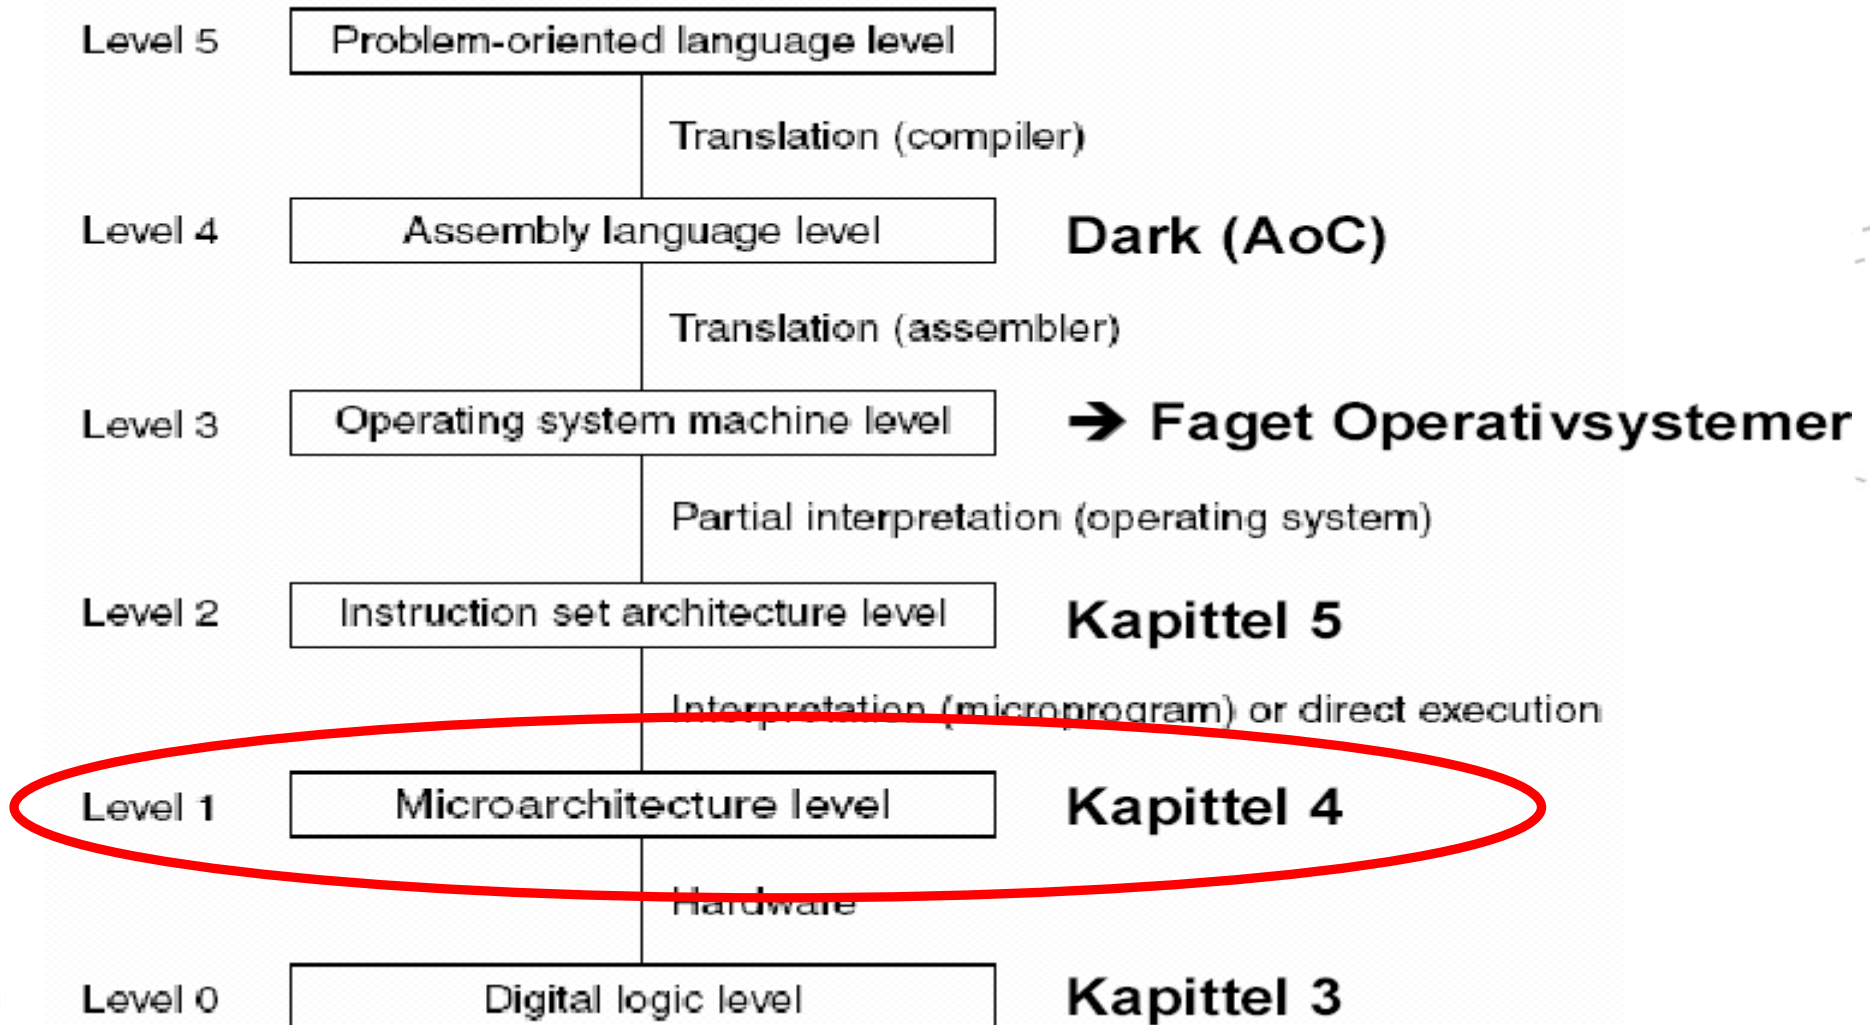 Level 5 Problem-oriented language level
Translation (compiler)
Level 4 Assembly language level Dark (AoC)
Translation (assembler)
Level 3 Operating system machine level ➔ Faget Operativsystemer
Partial interpretation (operating system)
Level 2 Instruction set architecture level Kapittel 5
Interpretation (microprogram) or direct execution
Level 1 Microarchitecture level Kapittel 4
Hardware
Level 0 Digital logic level Kapittel 3